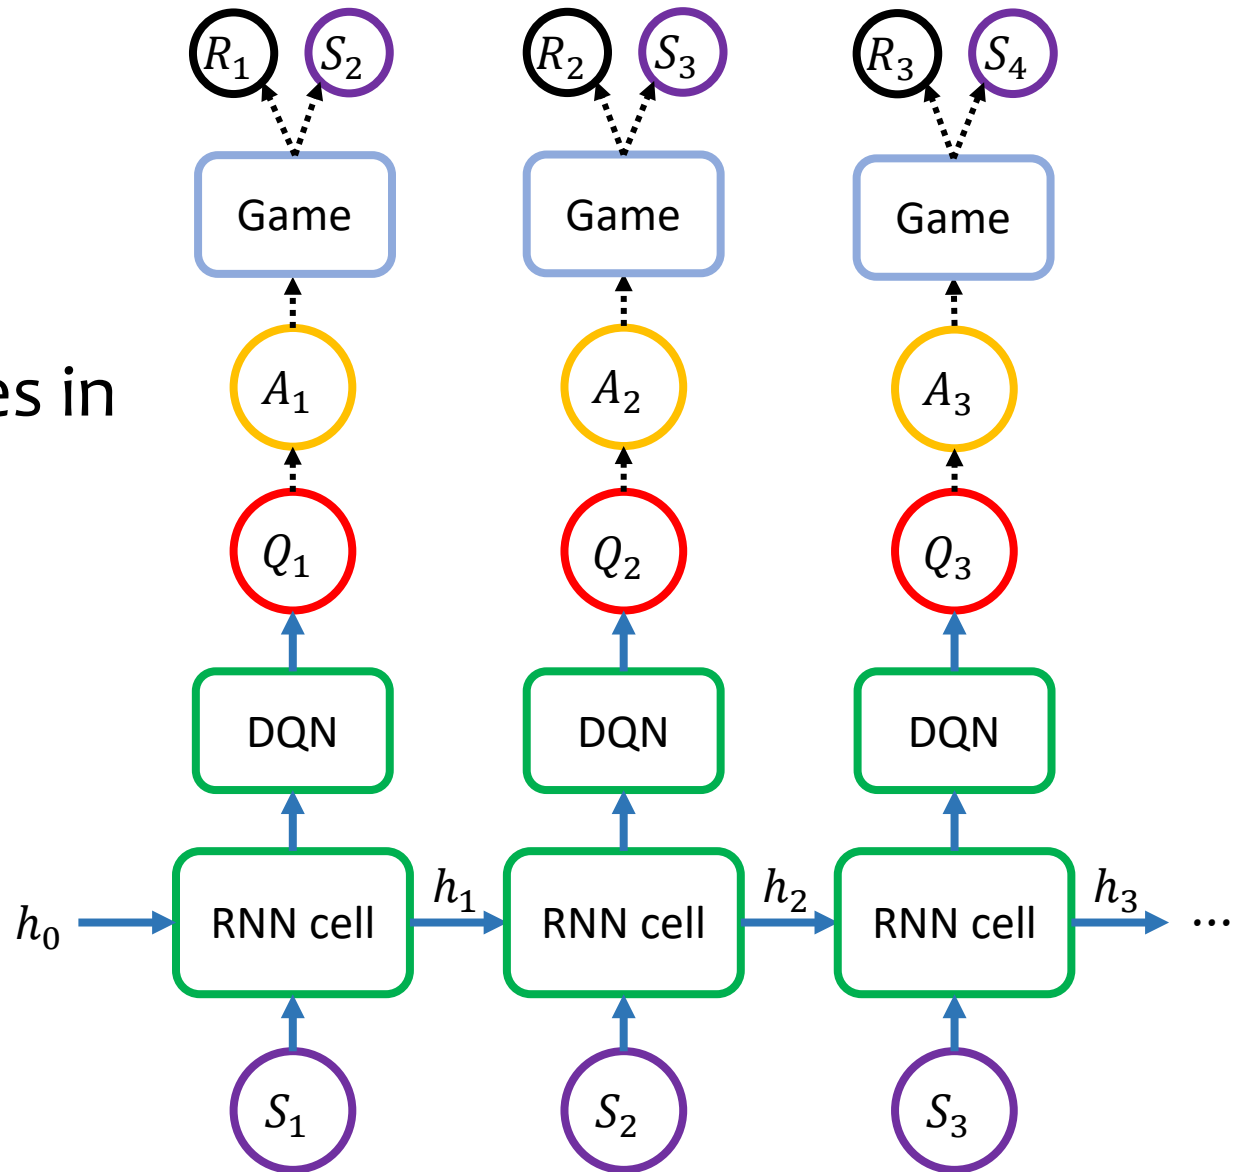 R₁ S₂ R₂ S₃ R₃ S₄
Game Game Game
A₁ A₂ A₃
es in
Q₁ Q₂ Q₃
DQN DQN DQN
h₁ h₂ h₃
h₀ RNN cell RNN cell RNN cell ...
S₁ S₂ S₃